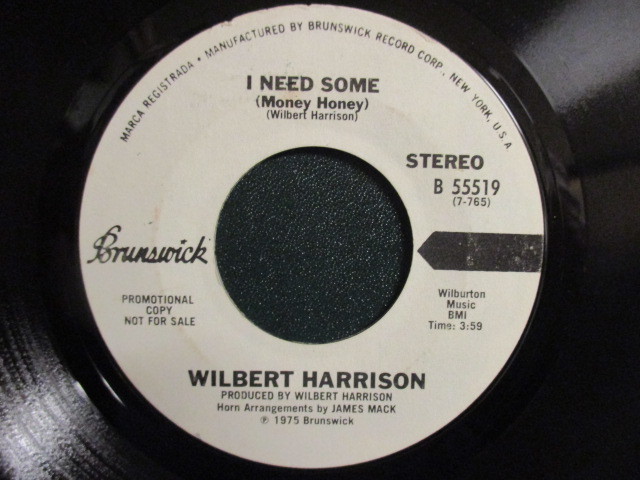 MARCA REGISTRADA • MANUFACTURED BY BRUNSWICK RECORD CORP., NEW YORK, U.S.A
I NEED SOME
(Money Honey)
(Wilbert Harrison)
STEREO
B 55519
(7-765)
Brunswick
PROMOTIONAL
COPY
NOT FOR SALE
Wilburton
Music
BMI
Time: 3:59
WILBERT HARRISON
PRODUCED BY WILBERT HARRISON
Horn Arrangements by JAMES MACK
℗ 1975 Brunswick